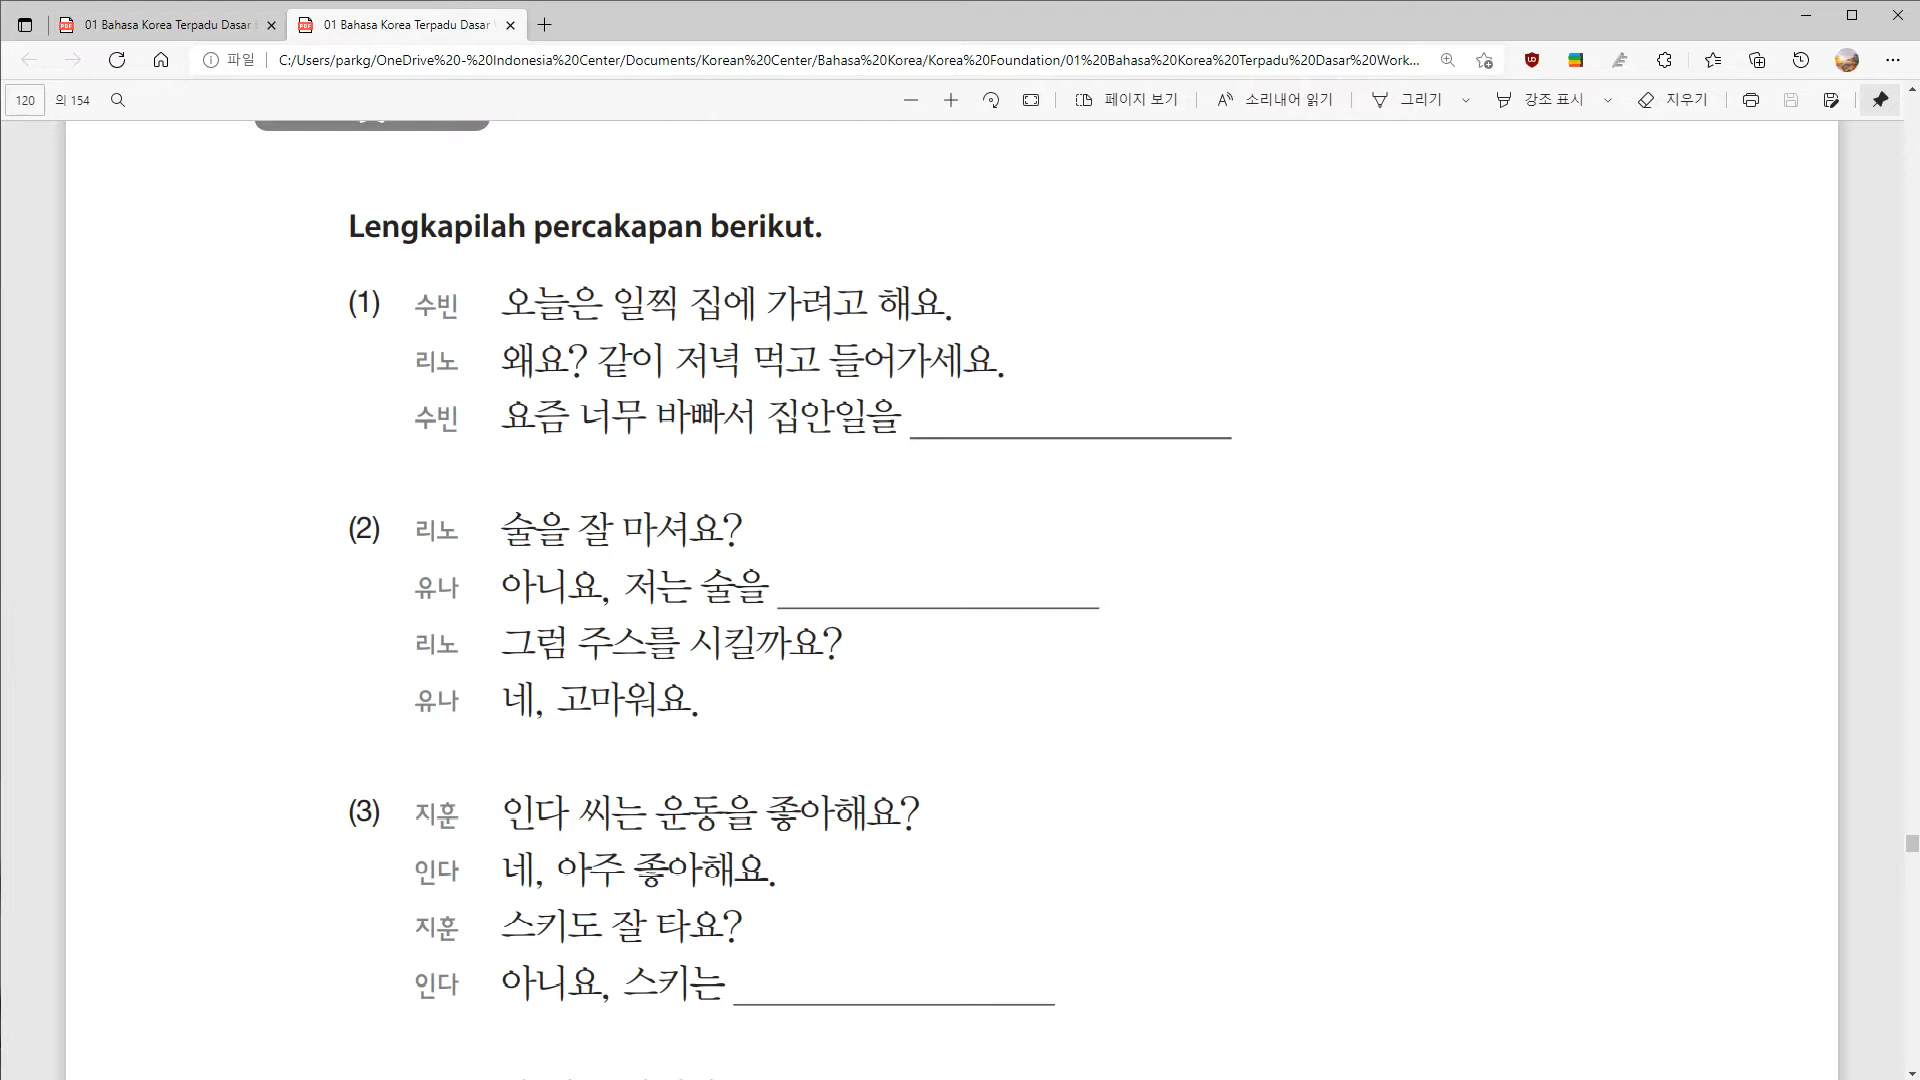 01 Bahasa Korea Terpadu Dasar
01 Bahasa Korea Terpadu Dasar
파일
C:/Users/parkg/OneDrive%20-%20Indonesia%20Center/Documents/Korean%20Center/Bahasa%20Korea/Korea%20Foundation/01%20Bahasa%20Korea%20Terpadu%20Dasar%20Work...
120 의 154
페이지 보기
소리내어 읽기
그리기
강조 표시
지우기
Lengkapilah percakapan berikut.
(1) 수빈 오늘은 일찍 집에 가려고 해요.
리노 왜요? 같이 저녁 먹고 들어가세요.
수빈 요즘 너무 바빠서 집안일을
(2) 리노 술을 잘 마셔요?
유나 아니요, 저는 술을
리노 그럼 주스를 시킬까요?
유나 네, 고마워요.
(3) 지훈 인다 씨는 운동을 좋아해요?
인다 네, 아주 좋아해요.
지훈 스키도 잘 타요?
인다 아니요, 스키는